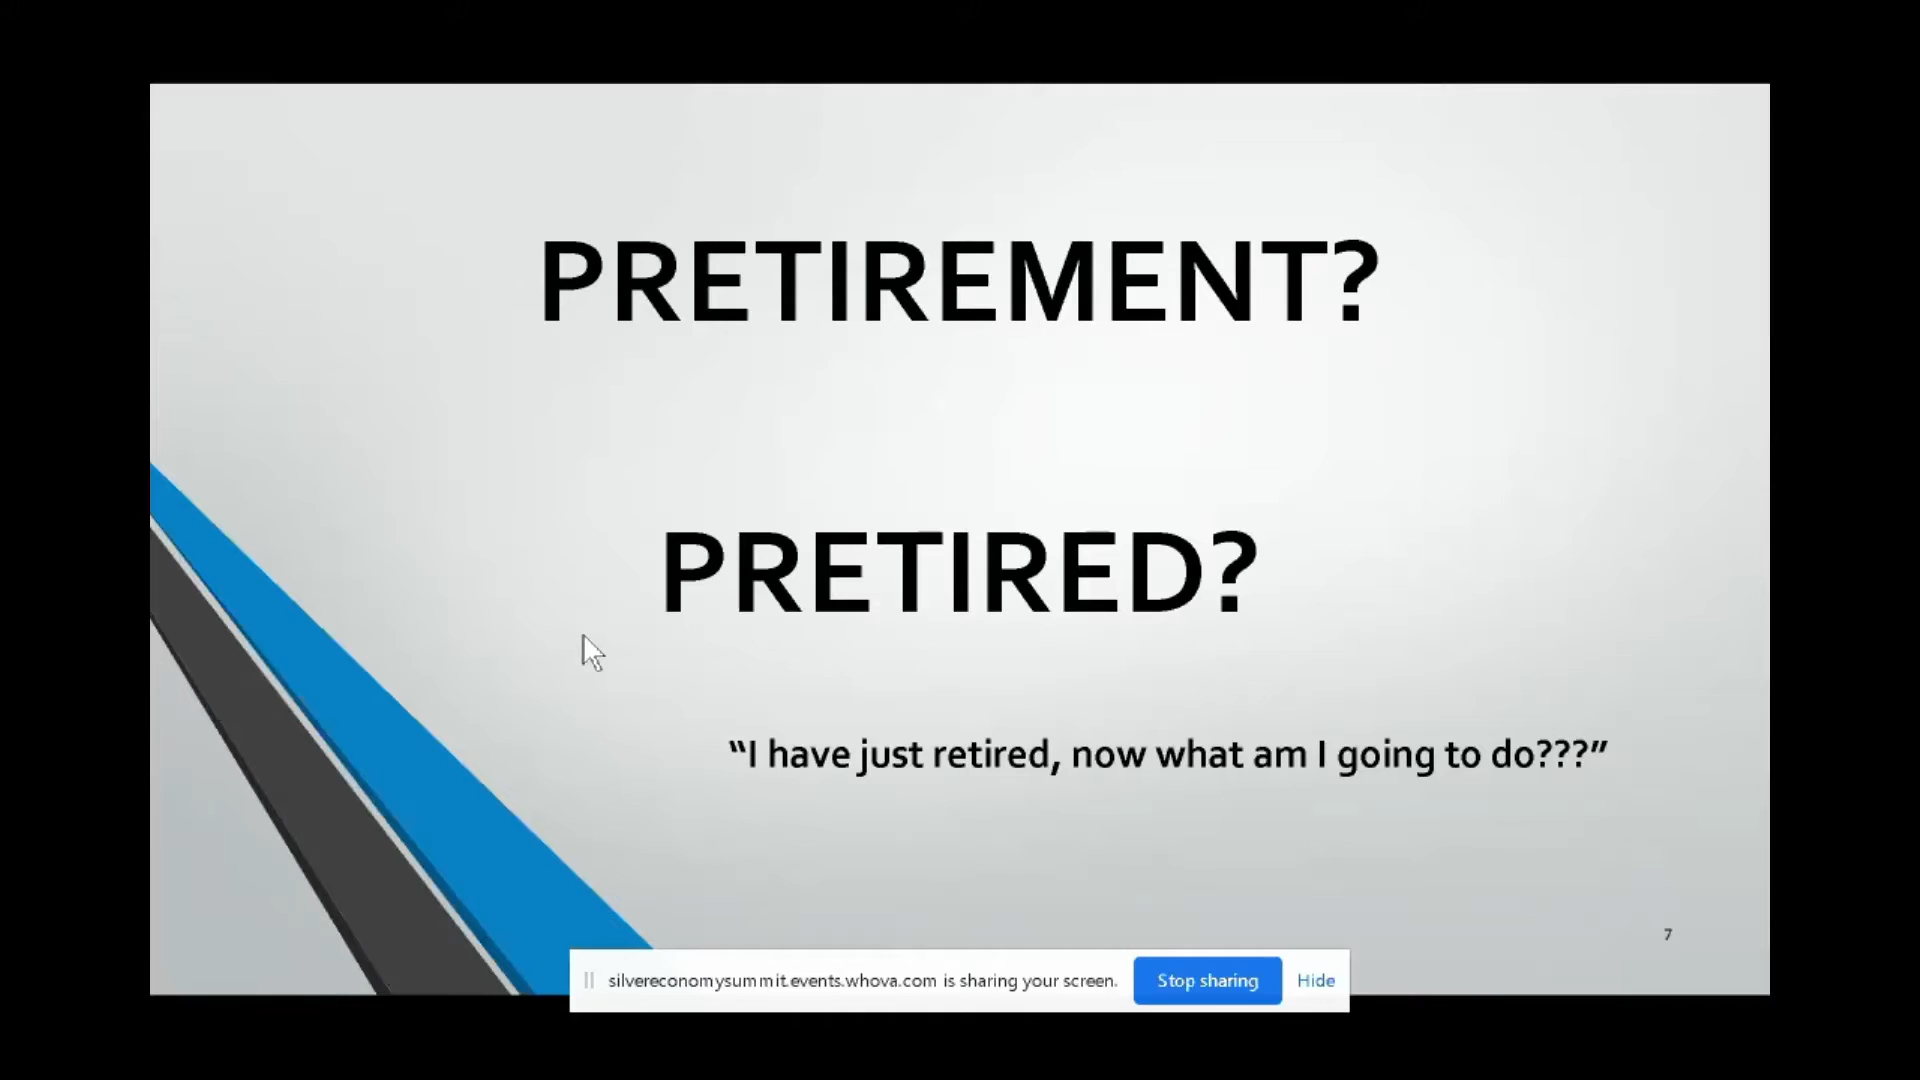 PRETIREMENT?
PRETIRED?
“I have just retired, now what am I going to do???”
7
silvereconomysummit.events.whova.com is sharing your screen. Stop sharing Hide